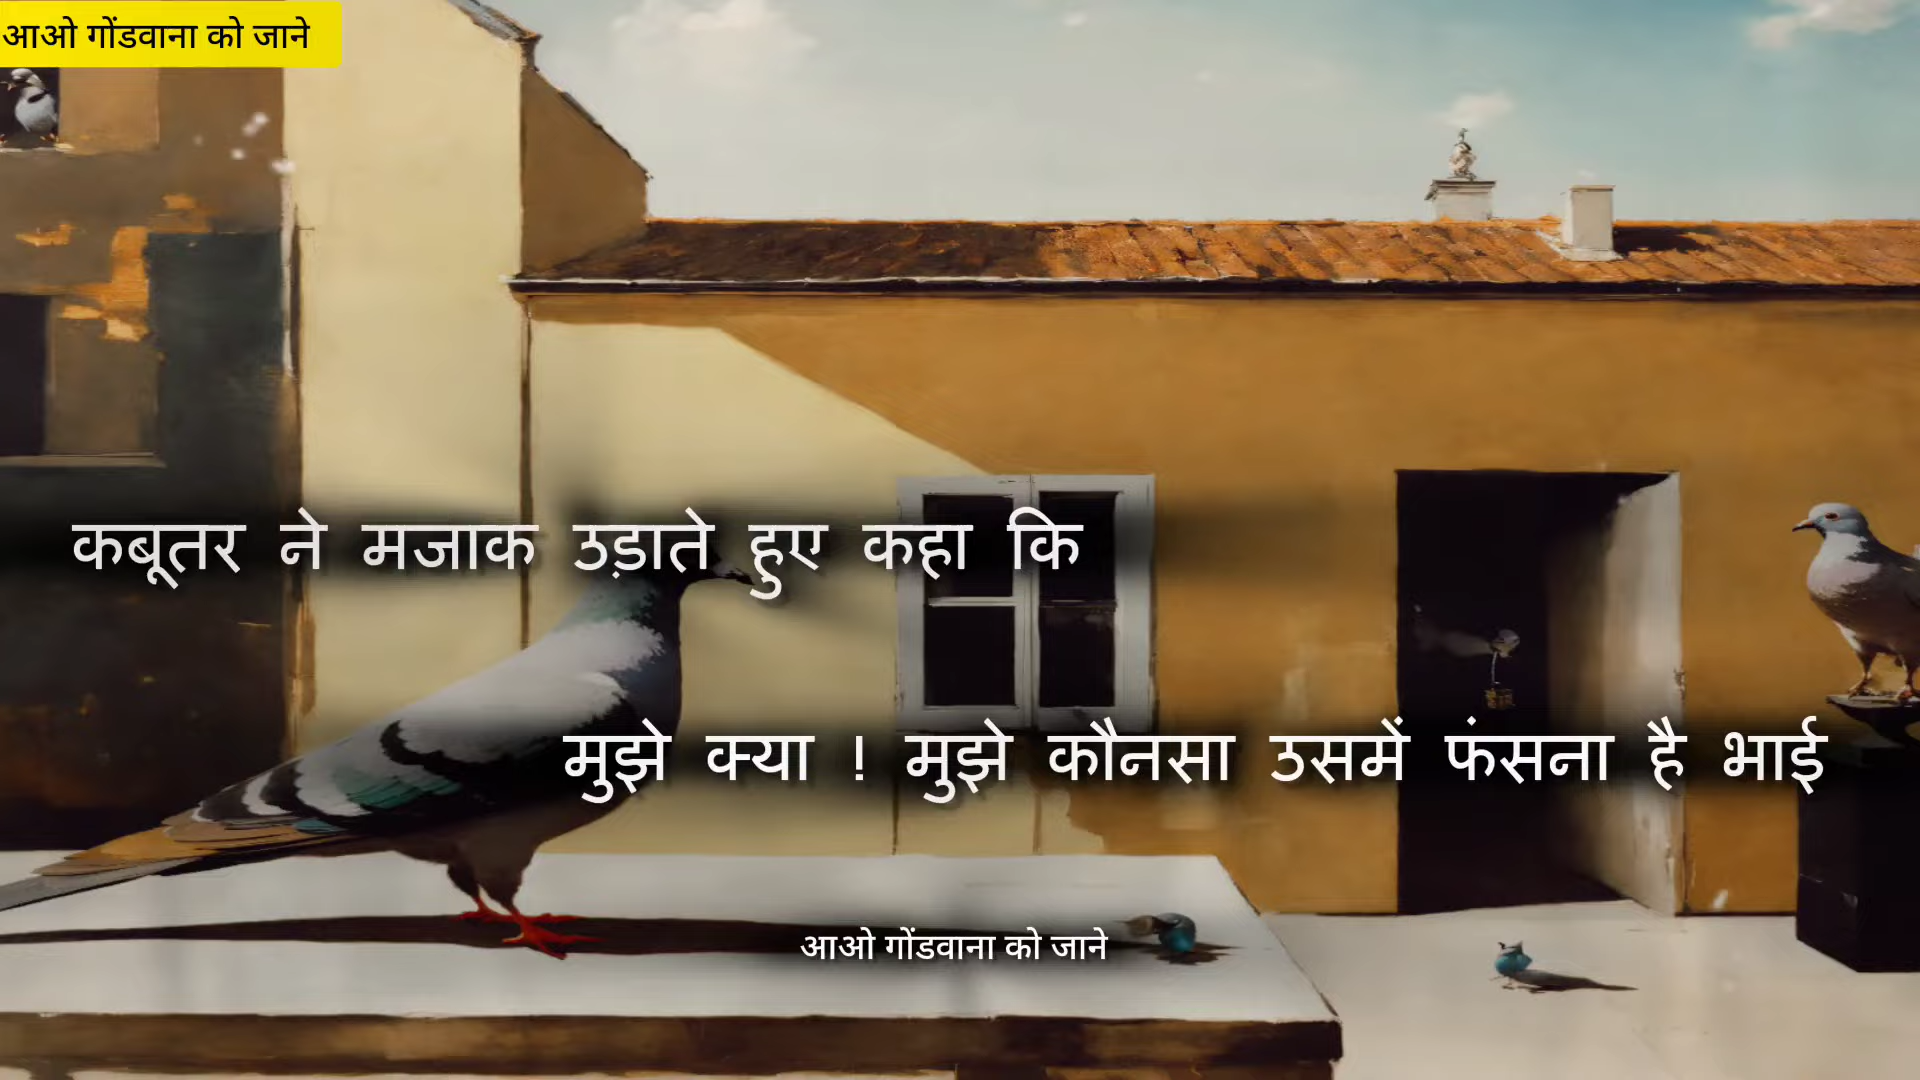 आओ गोंडवाना को जाने
कबूतर ने मजाक उड़ाते हुए कहा कि
मुझे क्या ! मुझे कौनसा उसमें फंसना है भाई
आओ गोंडवाना को जाने